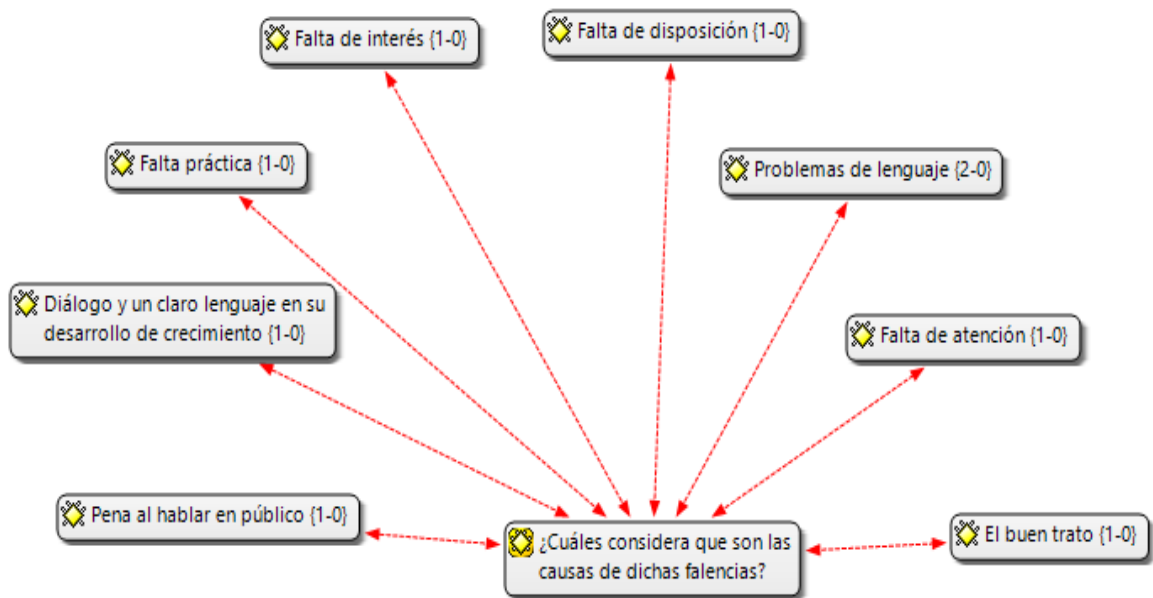 Falta de interés {1-0}
Falta de disposición {1-0}
Falta práctica {1-0}
Problemas de lenguaje {2-0}
Diálogo y un claro lenguaje en su
desarrollo de crecimiento {1-0}
Falta de atención {1-0}
Pena al hablar en público {1-0}
¿Cuáles considera que son las
causas de dichas falencias?
El buen trato {1-0}